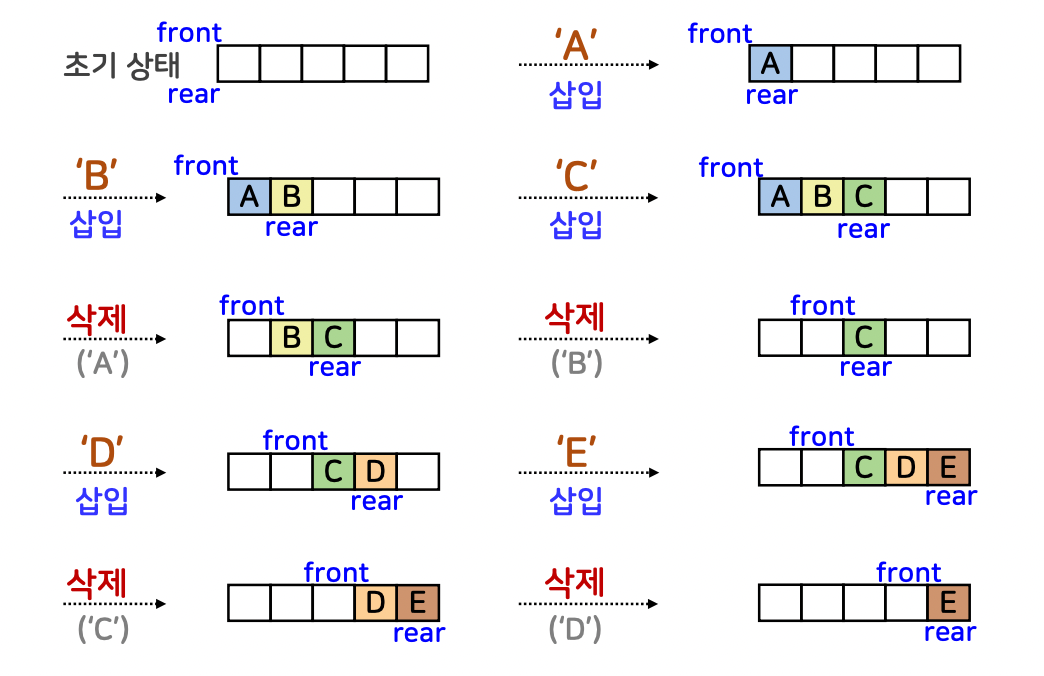 front
초기 상태
rear
‘A’
삽입
front
A
rear
‘B’
삽입
front
A B
rear
‘C’
삽입
front
A B C
rear
삭제
(‘A’)
front
B C
rear
삭제
(‘B’)
front
C
rear
‘D’
삽입
front
C D
rear
‘E’
삽입
front
C D E
rear
삭제
(‘C’)
front
D E
rear
삭제
(‘D’)
front
E
rear